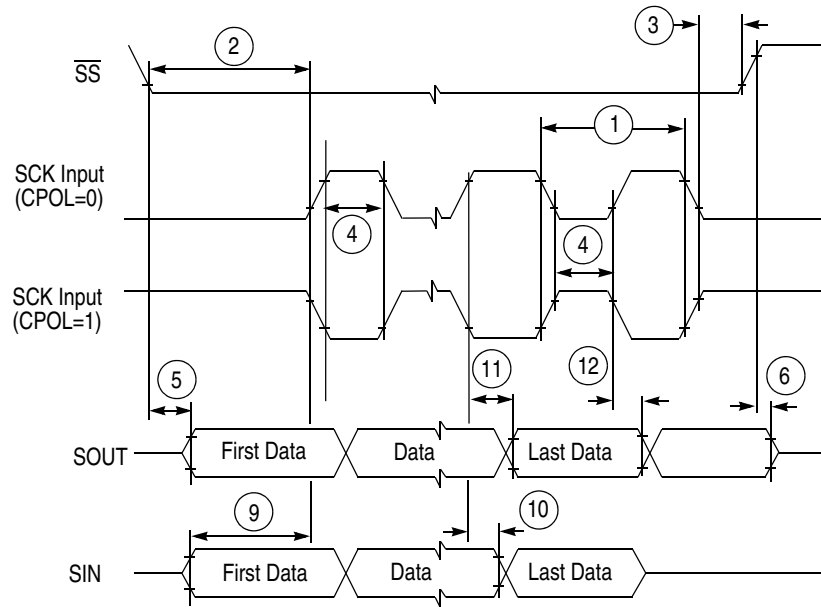 3
2
SS
1
SCK Input
(CPOL=0)
4
4
SCK Input
(CPOL=1)
5
11
12
6
SOUT
First Data
Data
Last Data
9
10
SIN
First Data
Data
Last Data